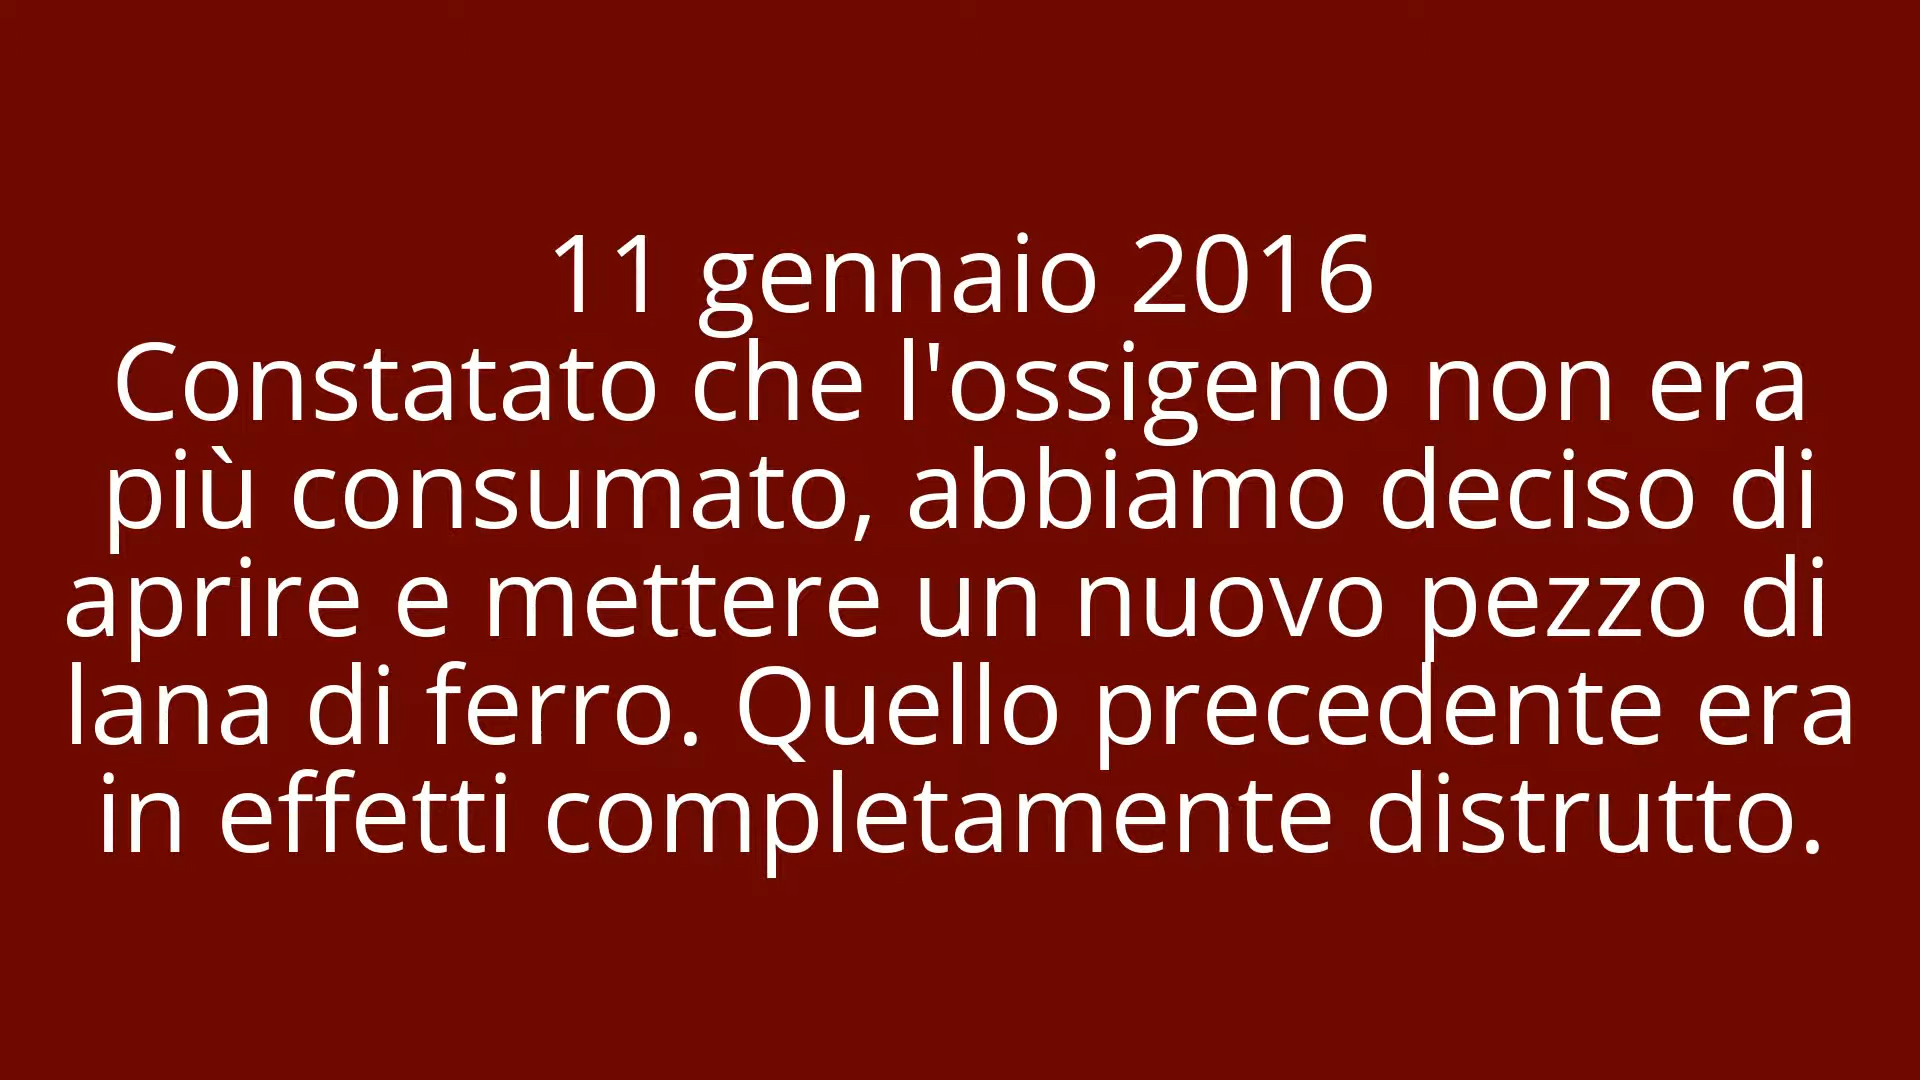 11 gennaio 2016
Constatato che l'ossigeno non era
più consumato, abbiamo deciso di
aprire e mettere un nuovo pezzo di
lana di ferro. Quello precedente era
in effetti completamente distrutto.